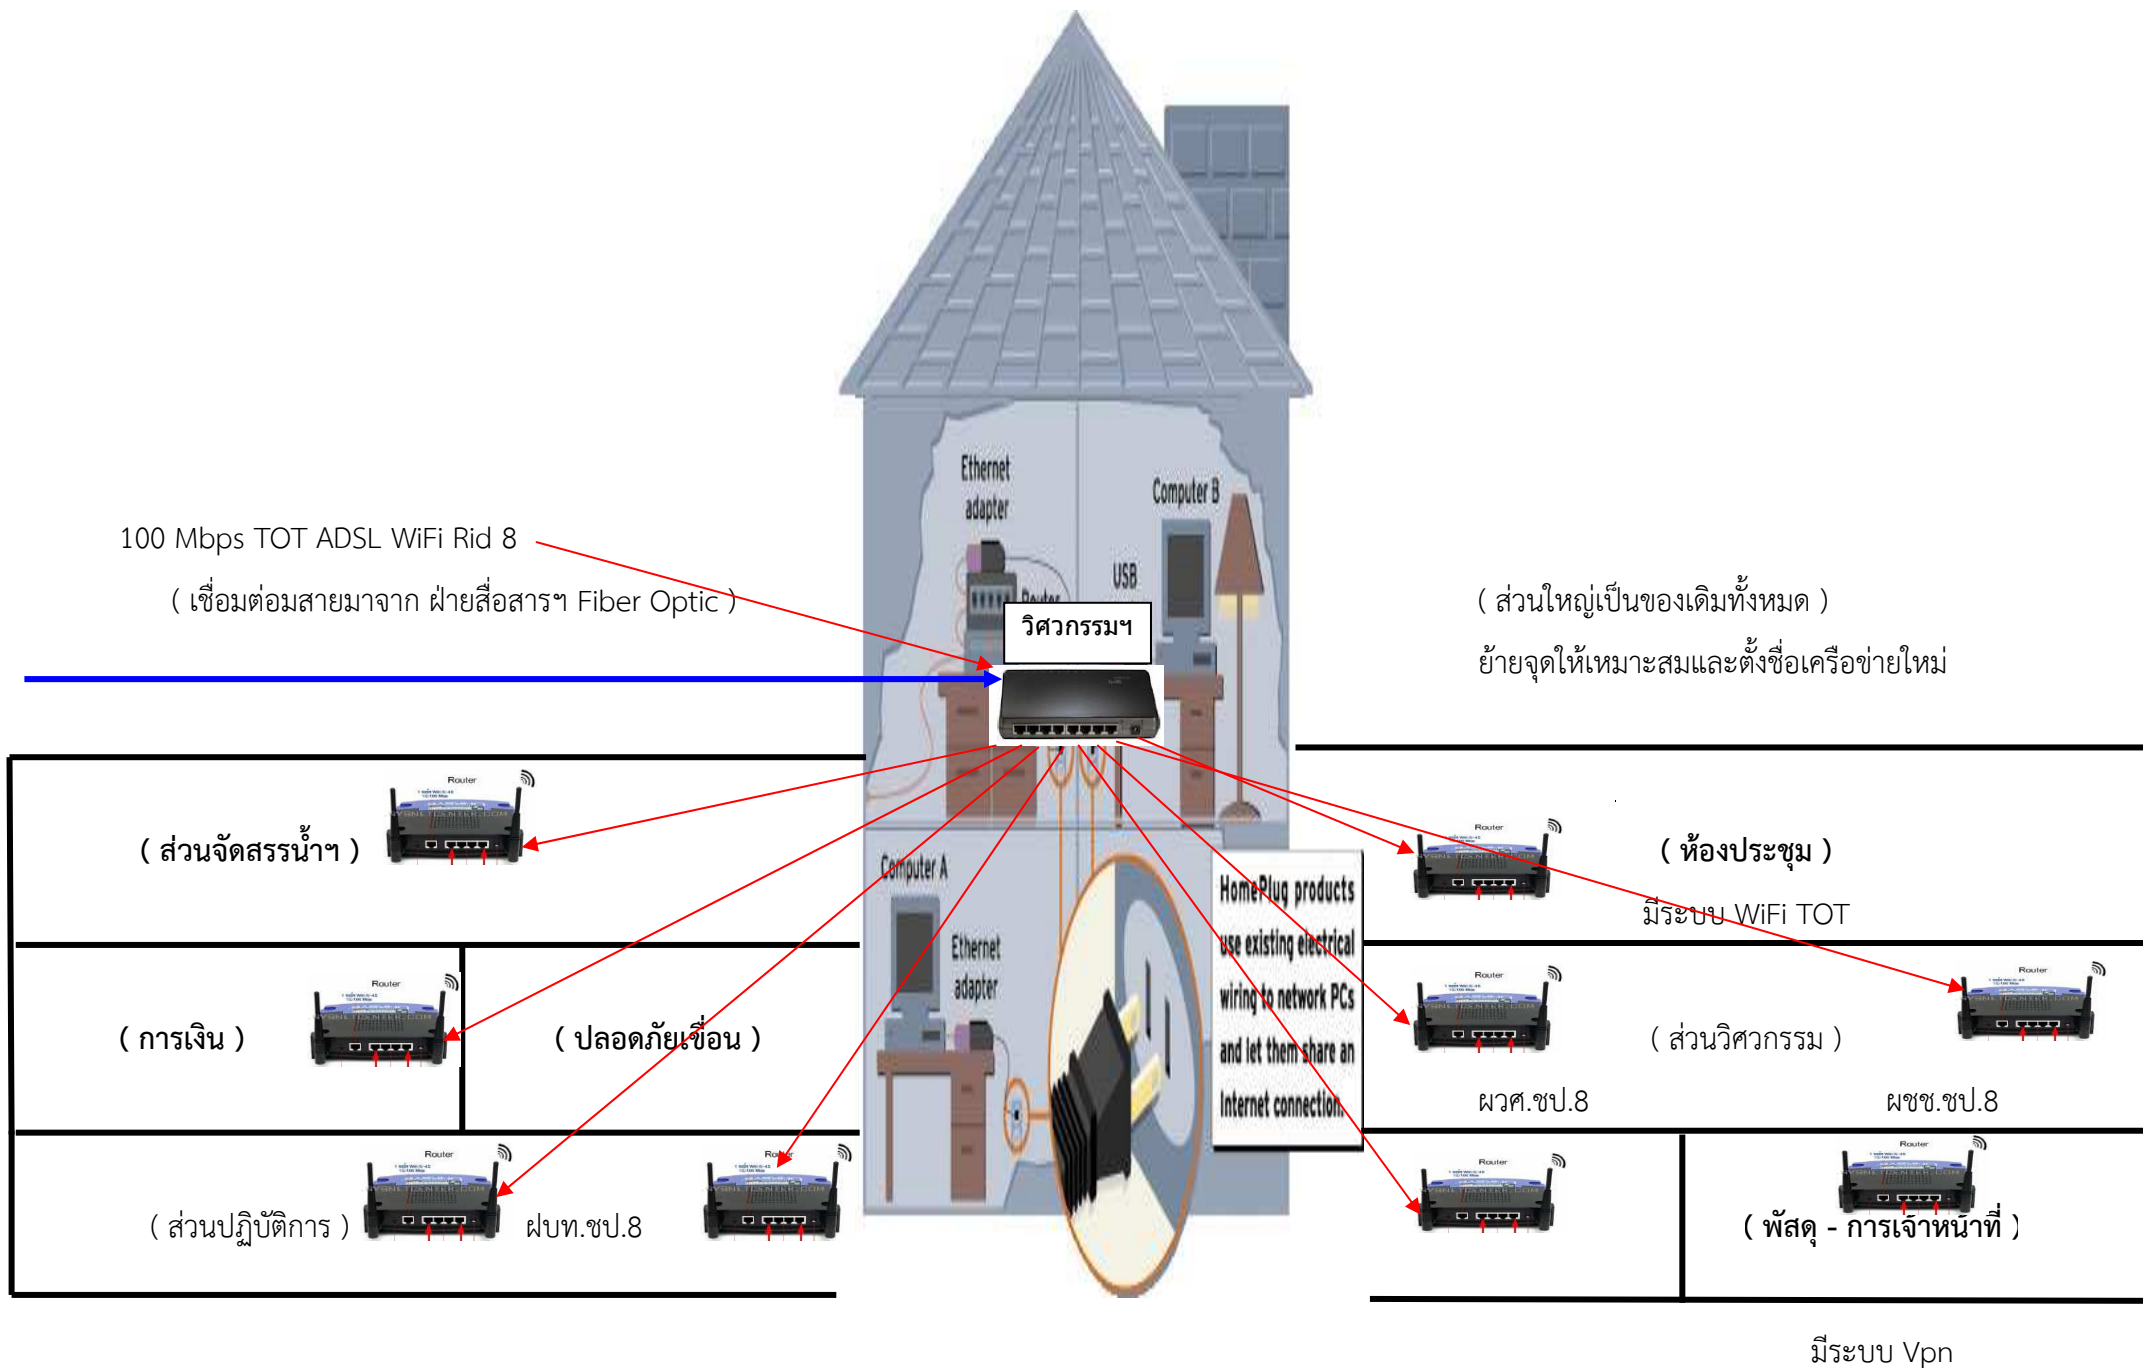 Ethernet
adapter
Computer B
USB
Router
100 Mbps TOT ADSL WiFi Rid 8
( เชื่อมต่อมสายมาจาก ฝ่ายสื่อสารฯ Fiber Optic )
วิศวกรรมฯ
( ส่วนใหญ่เป็นของเดิมทั้งหมด )
ย้ายจุดให้เหมาะสมและตั้งชื่อเครือข่ายใหม่
Router
( ส่วนจัดสรรน้ำฯ )
Computer A
Ethernet
adapter
HomePlug products
use existing electrical
wiring to network PCs
and let them share an
Internet connection.
Router
( ห้องประชุม )
มีระบบ WiFi TOT
Router
( การเงิน )
( ปลอดภัยเขื่อน )
Router
( ส่วนวิศวกรรม )
Router
ผวศ.ชป.8
ผชช.ชป.8
Router
( ส่วนปฏิบัติการ )
ฝบท.ชป.8
Router
Router
Router
( พัสดุ - การเจ้าหน้าที่ )
มีระบบ Vpn